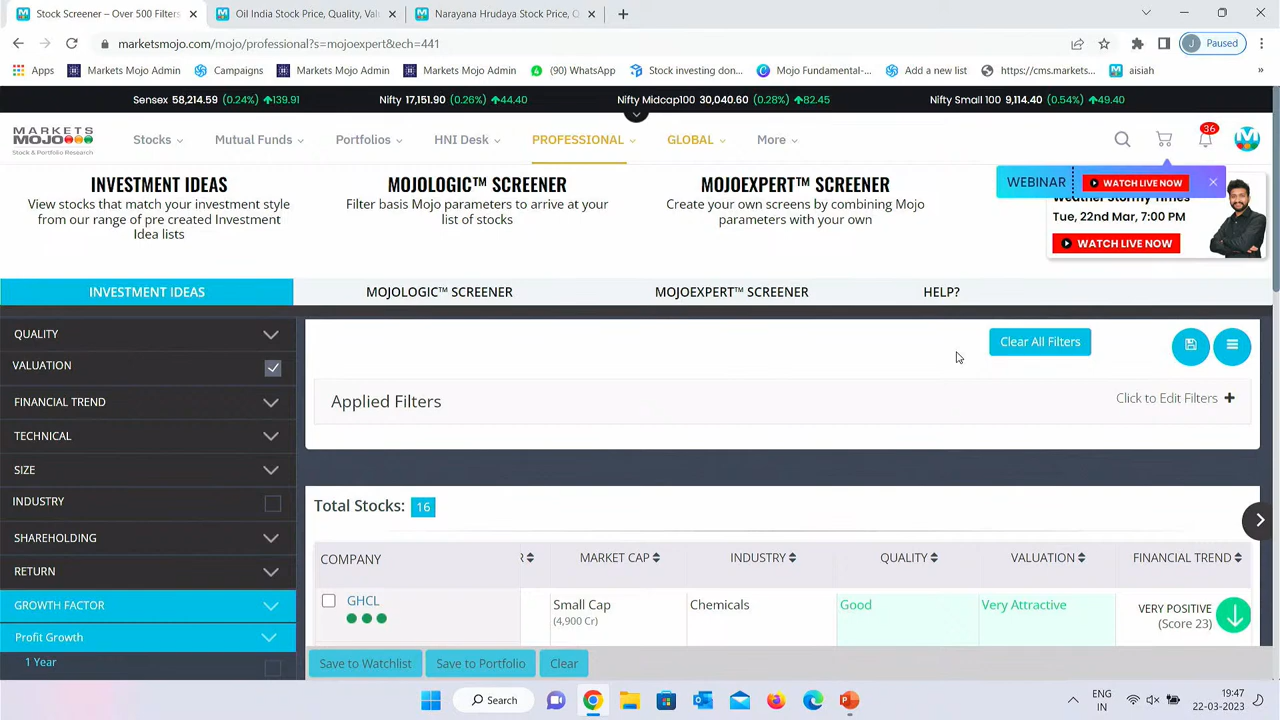 Stock Screener – Over 500 Filters
Oil India Stock Price, Quality, Val
Narayana Hrudaya Stock Price, Q
marketsmojo.com/mojo/professional?s=mojoexpert&tech=441
J Paused
Apps
Markets Mojo Admin
Campaigns
Markets Mojo Admin
Markets Mojo Admin
(90) WhatsApp
Stock investing don...
Mojo Fundamental-...
Add a new list
https://cms.markets...
aisiah
Sensex 58,214.59 (0.24%) 139.91
Nifty 17,151.90 (0.26%) 44.40
Nifty Midcap100 30,040.60 (0.28%) 82.45
Nifty Small 100 9,114.40 (0.54%) 49.40
MARKETS MOJO
Stock & Portfolio Research
Stocks
Mutual Funds
Portfolios
HNI Desk
PROFESSIONAL
GLOBAL
More
36
INVESTMENT IDEAS
View stocks that match your investment style
from our range of pre created Investment
Idea lists
MOJOLOGIC™ SCREENER
Filter basis Mojo parameters to arrive at your
list of stocks
MOJOEXPERT™ SCREENER
Create your own screens by combining Mojo
parameters with your own
WEBINAR WATCH LIVE NOW
Weather Stormy Times
Tue, 22nd Mar, 7:00 PM
WATCH LIVE NOW
INVESTMENT IDEAS
MOJOLOGIC™ SCREENER
MOJOEXPERT™ SCREENER
HELP?
QUALITY
VALUATION
FINANCIAL TREND
TECHNICAL
SIZE
INDUSTRY
SHAREHOLDING
RETURN
GROWTH FACTOR
Profit Growth
1 Year
Clear All Filters
Applied Filters
Click to Edit Filters +
Total Stocks: 16
COMPANY
R
MARKET CAP
INDUSTRY
QUALITY
VALUATION
FINANCIAL TREND
GHCL
Small Cap
(4,900 Cr)
Chemicals
Good
Very Attractive
VERY POSITIVE
(Score 23)
Save to Watchlist
Save to Portfolio
Clear
Search
ENG
IN
19:47
22-03-2023